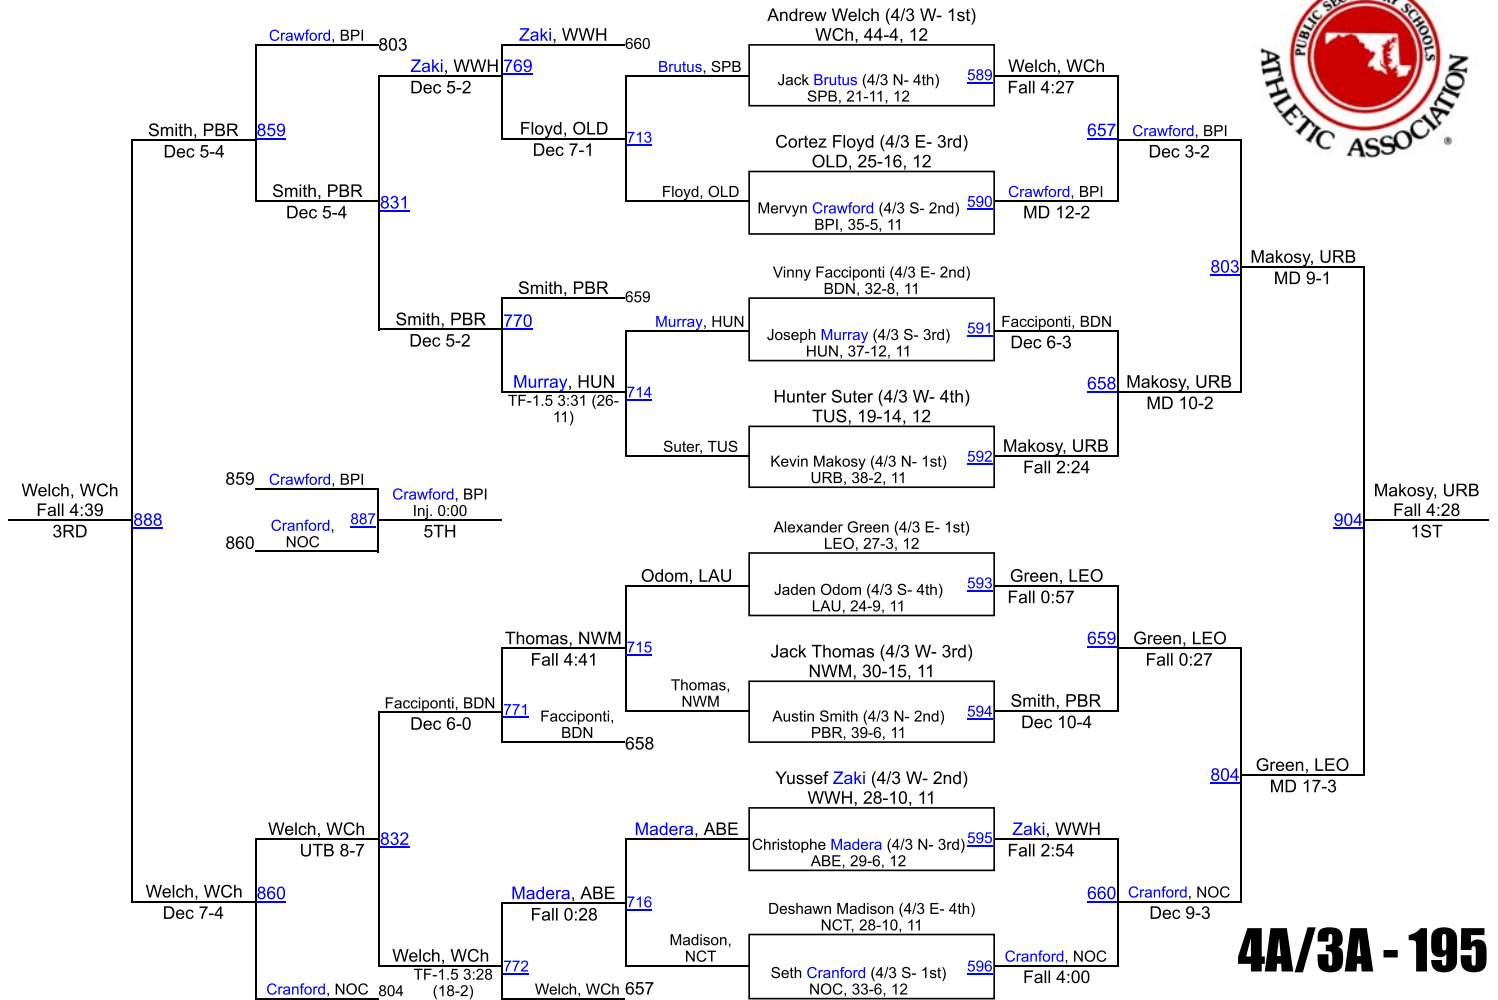 PUBLIC SECONDARY SCHOOLS
ATHLETIC ASSOCIATION
®
Crawford, BPI
803
Zaki, WWH
660
Zaki, WWH
769
Dec 5-2
Smith, PBR
859
Dec 5-4
Floyd, OLD
Dec 7-1
Brutus, SPB
713
Floyd, OLD
Smith, PBR
Dec 5-4
831
Smith, PBR
659
Smith, PBR
770
Dec 5-2
Murray, HUN
Murray, HUN
714
TF-1.5 3:31 (26-
11)
Suter, TUS
Andrew Welch (4/3 W- 1st)
WCh, 44-4, 12
Jack Brutus (4/3 N- 4th)
SPB, 21-11, 12
589
Cortez Floyd (4/3 E- 3rd)
OLD, 25-16, 12
Mervyn Crawford (4/3 S- 2nd)
BPI, 35-5, 11
590
Vinny Facciponti (4/3 E- 2nd)
BDN, 32-8, 11
Joseph Murray (4/3 S- 3rd)
HUN, 37-12, 11
591
Hunter Suter (4/3 W- 4th)
TUS, 19-14, 12
Kevin Makosy (4/3 N- 1st)
URB, 38-2, 11
592
Welch, WCh
Fall 4:27
657
Crawford, BPI
Dec 3-2
Crawford, BPI
MD 12-2
803
Makosy, URB
MD 9-1
Facciponti, BDN
Dec 6-3
658
Makosy, URB
MD 10-2
Makosy, URB
Fall 2:24
Welch, WCh
Fall 4:39
3RD
888
859
Crawford, BPI
Cranford,
NOC
860
887
Crawford, BPI
Inj. 0:00
5TH
904
Makosy, URB
Fall 4:28
1ST
Alexander Green (4/3 E- 1st)
LEO, 27-3, 12
Jaden Odom (4/3 S- 4th)
LAU, 24-9, 11
593
Jack Thomas (4/3 W- 3rd)
NWM, 30-15, 11
Austin Smith (4/3 N- 2nd)
PBR, 39-6, 11
594
Yussef Zaki (4/3 W- 2nd)
WWH, 28-10, 11
Christophe Madera (4/3 N- 3rd)
ABE, 29-6, 12
595
Deshawn Madison (4/3 E- 4th)
NCT, 28-10, 11
Seth Cranford (4/3 S- 1st)
NOC, 33-6, 12
596
Green, LEO
Fall 0:57
659
Green, LEO
Fall 0:27
Smith, PBR
Dec 10-4
804
Green, LEO
MD 17-3
Zaki, WWH
Fall 2:54
660
Cranford, NOC
Dec 9-3
Cranford, NOC
Fall 4:00
Odom, LAU
Thomas, NWM
Fall 4:41
715
Thomas,
NWM
Facciponti, BDN
Dec 6-0
771
Facciponti,
BDN
658
Welch, WCh
UTB 8-7
832
Madera, ABE
Madera, ABE
Fall 0:28
716
Madison,
NCT
Welch, WCh
Dec 7-4
860
Welch, WCh
TF-1.5 3:28
(18-2)
772
Welch, WCh
657
Cranford, NOC
804
4A/3A - 195